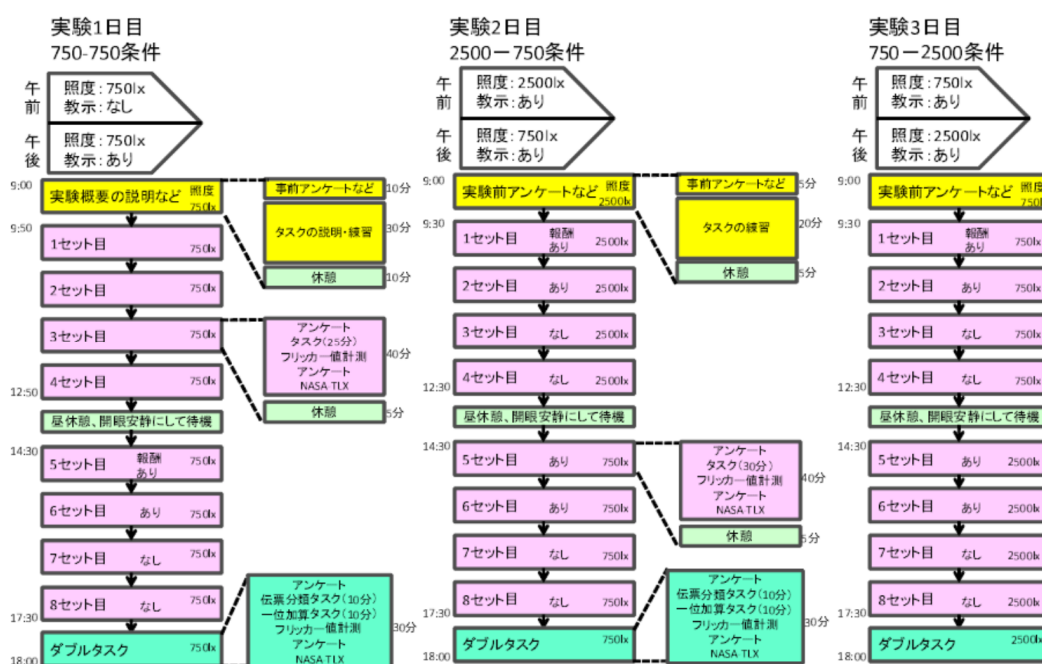 実験1日目
750-750条件
午前
照度:750lx
教示:なし
午後
照度:750lx
教示:あり
9:00
実験概要の説明など 照度
750lx
事前アンケートなど 10分
タスクの説明・練習 30分
休憩 10分
9:50
1セット目 750lx
2セット目 750lx
3セット目 750lx
アンケート
タスク(25分)
フリッカー値計測
アンケート
NASA-TLX
40分
休憩 5分
4セット目 750lx
12:50
昼休憩、開眼安静にして待機
14:30
5セット目 報酬あり 750lx
6セット目 あり 750lx
7セット目 なし 750lx
8セット目 なし 750lx
17:30
ダブルタスク 750lx
18:00
アンケート
伝票分類タスク(10分)
一位加算タスク(10分)
フリッカー値計測
アンケート
NASA-TLX
30分
実験2日目
2500-750条件
午前
照度:2500lx
教示:あり
午後
照度:750lx
教示:あり
9:00
実験前アンケートなど 照度
2500lx
事前アンケートなど 5分
タスクの練習 20分
休憩 5分
9:30
1セット目 報酬あり 2500lx
2セット目 あり 2500lx
3セット目 なし 2500lx
4セット目 なし 2500lx
12:30
昼休憩、開眼安静にして待機
14:30
5セット目 あり 750lx
アンケート
タスク(30分)
フリッカー値計測
アンケート
NASA-TLX
40分
休憩 5分
6セット目 あり 750lx
7セット目 なし 750lx
8セット目 なし 750lx
17:30
ダブルタスク 750lx
18:00
アンケート
伝票分類タスク(10分)
一位加算タスク(10分)
フリッカー値計測
アンケート
NASA-TLX
30分
実験3日目
750-2500条件
午前
照度:750lx
教示:あり
午後
照度:2500lx
教示:あり
9:00
実験前アンケートなど 照度
750lx
9:30
1セット目 報酬あり 750lx
2セット目 あり 750lx
3セット目 なし 750lx
4セット目 なし 750lx
12:30
昼休憩、開眼安静にして待機
14:30
5セット目 あり 2500lx
6セット目 あり 2500lx
7セット目 なし 2500lx
8セット目 なし 2500lx
17:30
ダブルタスク 2500lx
18:00